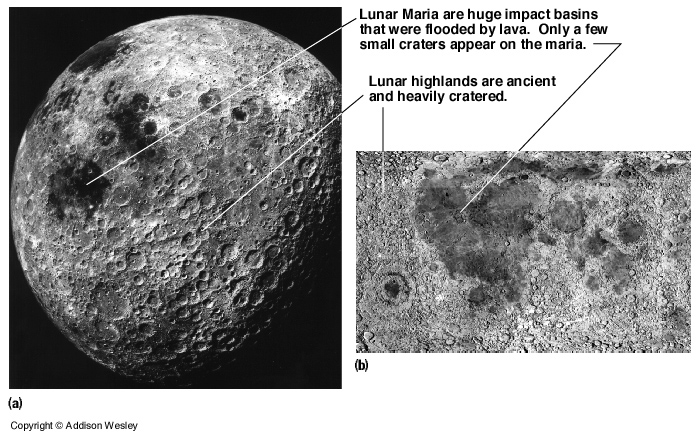 Lunar Maria are huge impact basins
that were flooded by lava. Only a few
small craters appear on the maria.
Lunar highlands are ancient
and heavily cratered.
(b)
(a)
Copyright © Addison Wesley